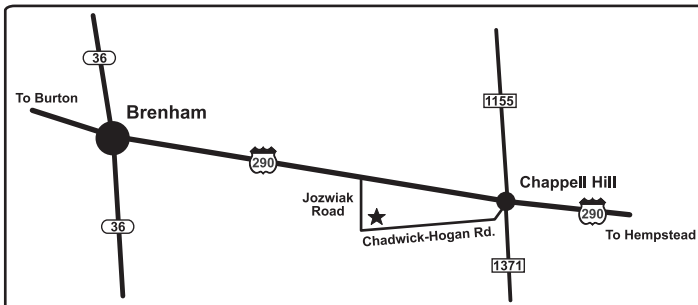 36
To Burton
Brenham
290
1155
Chappell Hill
Jozwiak
Road
290
Chadwick-Hogan Rd.
To Hempstead
36
1371